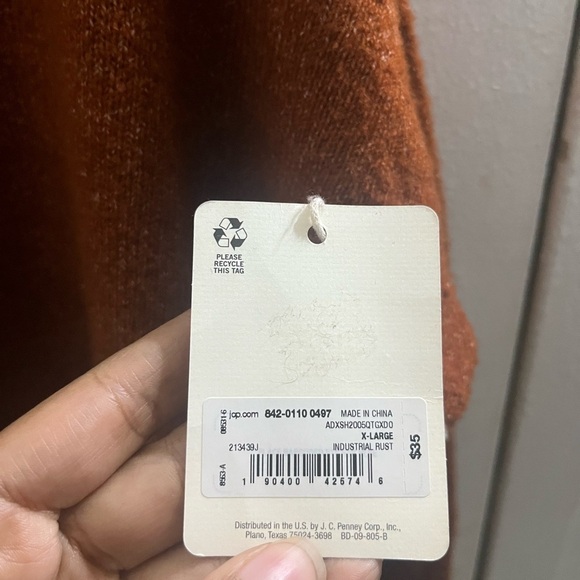 PLEASE
RECYCLE
THIS TAG
jcp.com 842-0110 0497 MADE IN CHINA
ADXSH2005QTGXD0
X-LARGE
213439J INDUSTRIAL RUST
1 90400 42574 6
8953-A
$35
Distributed in the U.S. by J. C. Penney Corp., Inc.,
Plano, Texas 75024-3698 BD-09-805-B